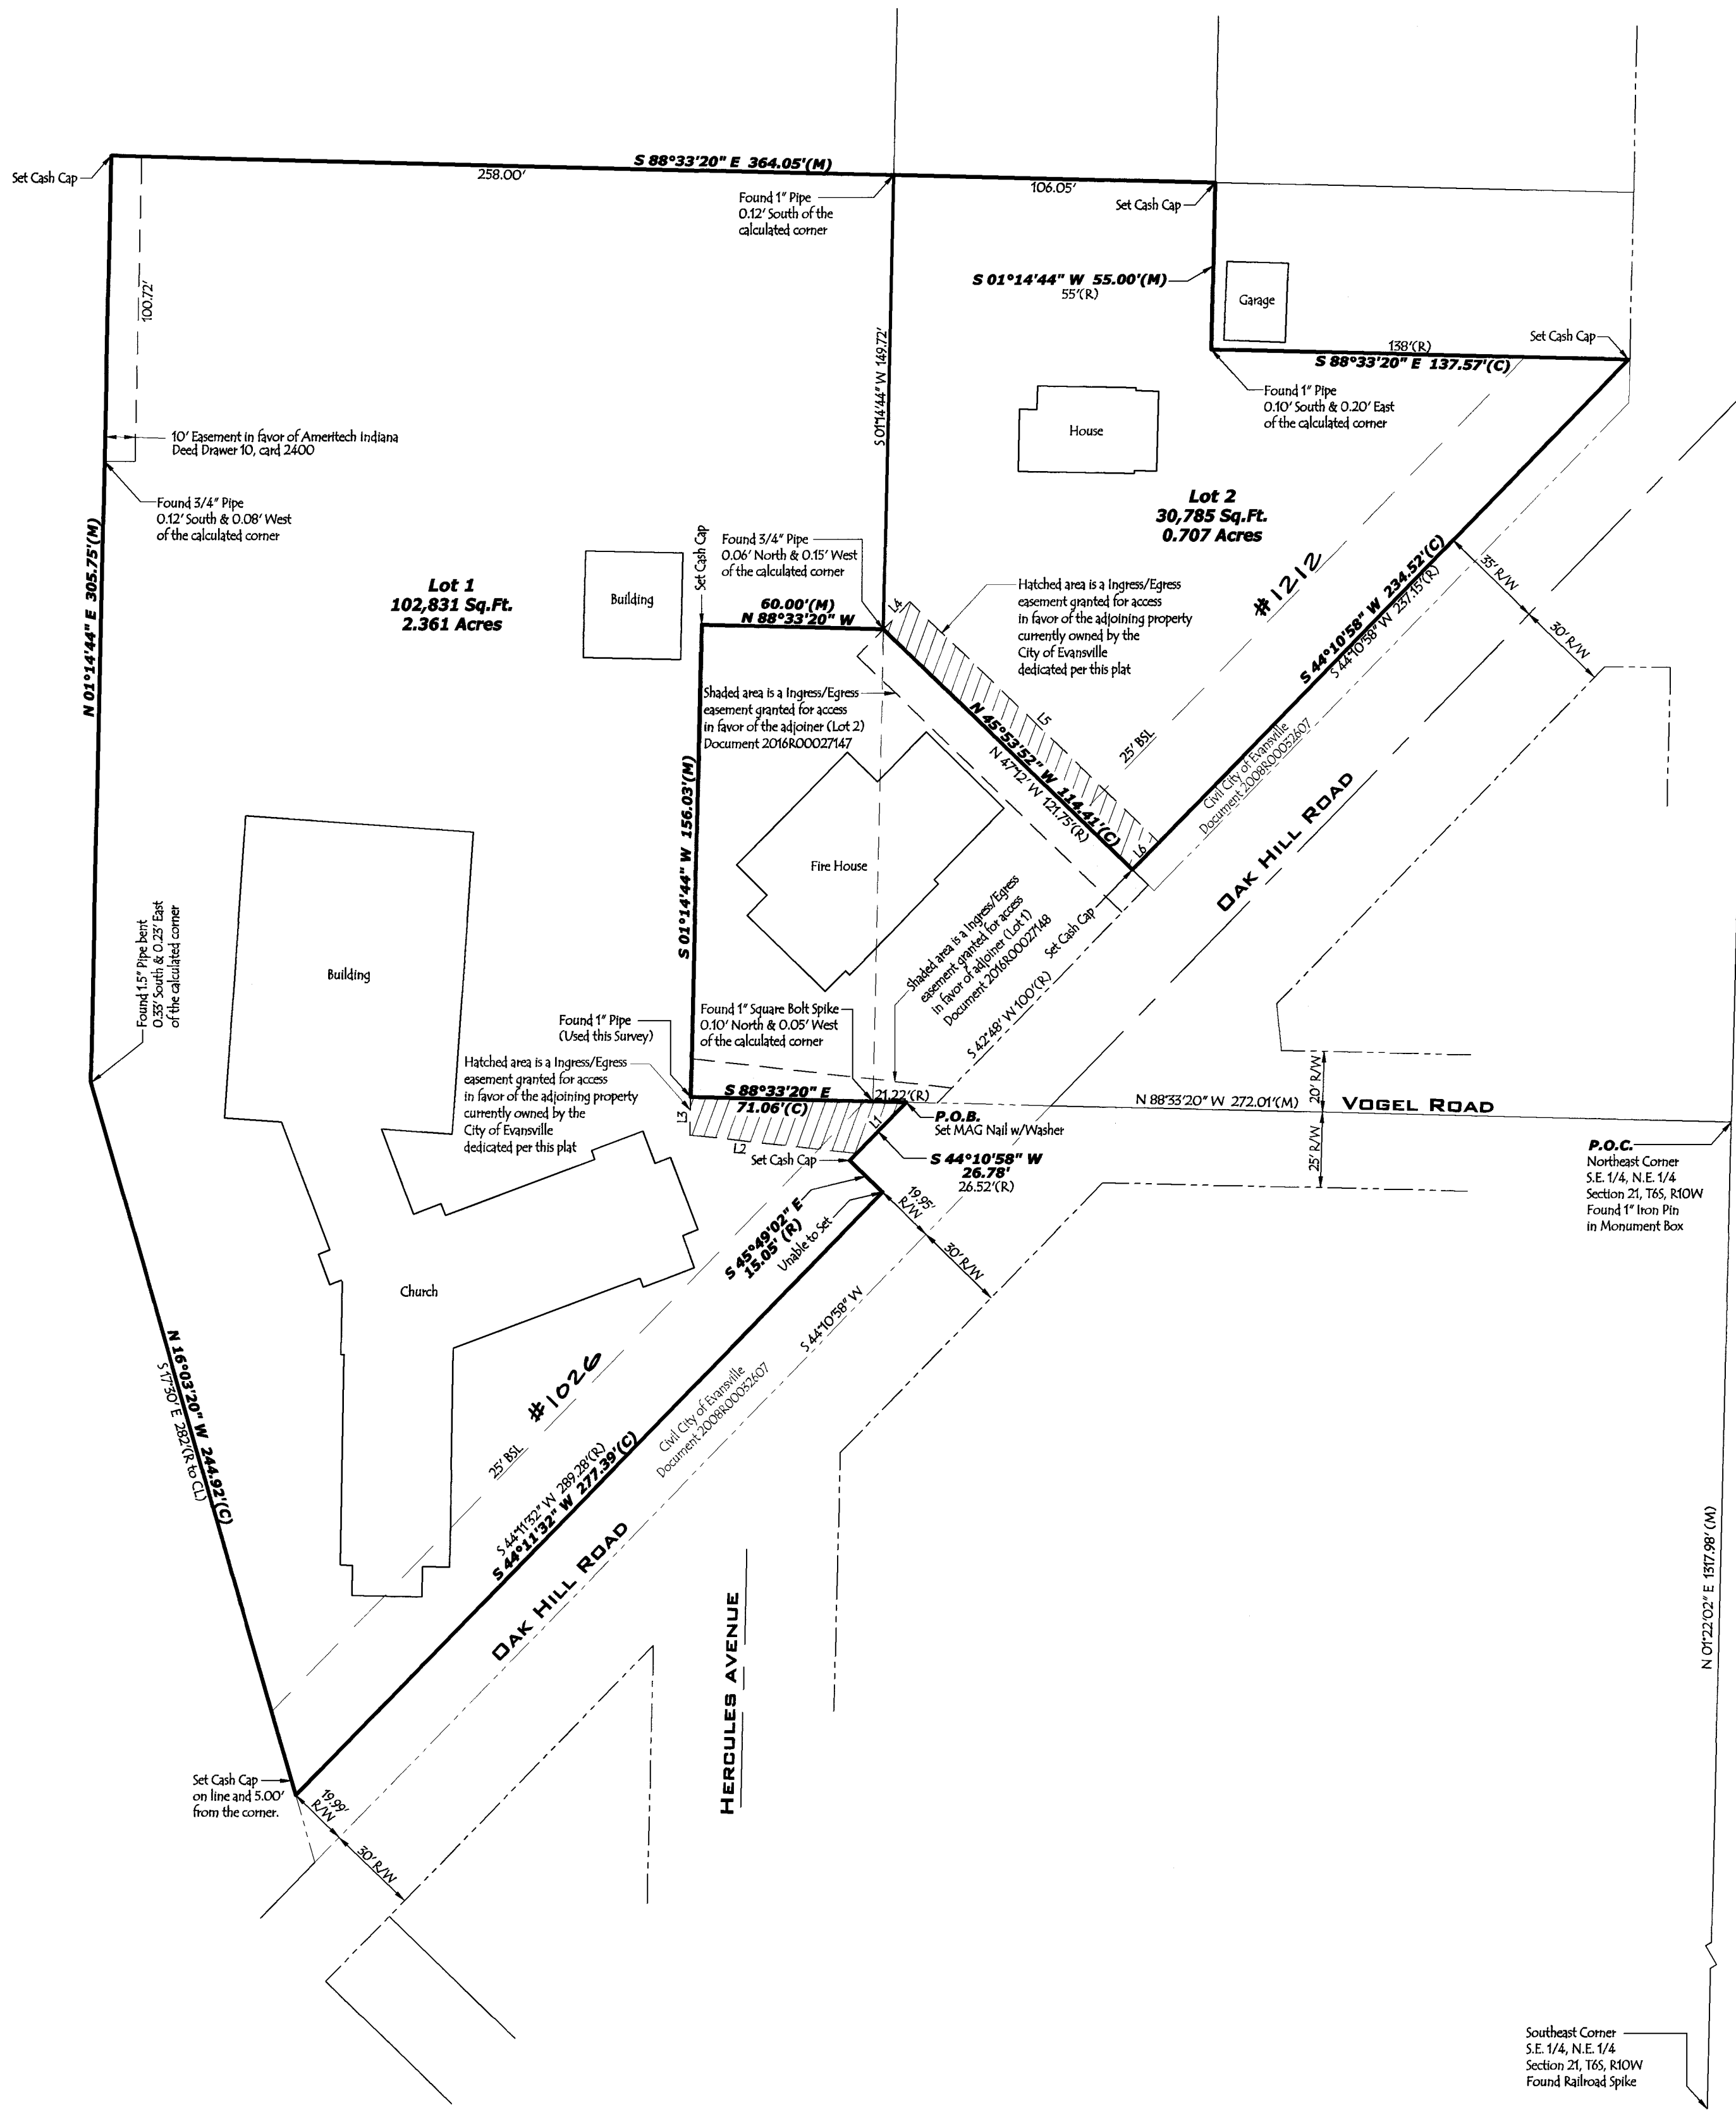 S 88°33'20" E 364.05'(M)
258.00'
106.05'
Set Cash Cap
Found 1" Pipe
0.12' South of the
calculated corner
Set Cash Cap
100.72'
S 01°14'44" W 55.00'(M)
55'(R)
Garage
Set Cash Cap
138'(R)
S 88°33'20" E 137.57'(C)
Found 1" Pipe
0.10' South & 0.20' East
of the calculated corner
S 01°14'44" W 149.72'
House
10' Easement in favor of Ameritech Indiana
Deed Drawer 10, card 2400
Found 3/4" Pipe
0.12' South & 0.08' West
of the calculated corner
N 01°14'44" E 305.75'(M)
Lot 2
30,785 Sq.Ft.
0.707 Acres
Set Cash Cap
Found 3/4" Pipe
0.06' North & 0.15' West
of the calculated corner
Lot 1
102,831 Sq.Ft.
2.361 Acres
Building
60.00'(M)
N 88°33'20" W
L4
Hatched area is a Ingress/Egress
easement granted for access
in favor of the adjoining property
currently owned by the
City of Evansville
dedicated per this plat
#1212
S 44°10'58" W 234.52'(C)
S 44°10'58" W 237.15'(R)
35' R/W
30' R/W
Shaded area is a Ingress/Egress
easement granted for access
in favor of the adjoiner (Lot 2)
Document 2016R00027147
L5
N 45°53'52" W 114.41'(C)
N 47°12' W 121.75'(R)
25' BSL
Civil City of Evansville
Document 2008R00032607
L6
S 01°14'44" W 156.03'(M)
Fire House
Oak Hill Road
Shaded area is a Ingress/Egress
easement granted for access
in favor of adjoiner (Lot 1)
Document 2016R00027148
Set Cash Cap
S 42°48' W 100'(R)
Building
Found 1.5" Pipe bent
0.33' South & 0.23' East
of the calculated corner
Found 1" Pipe
(Used this Survey)
Found 1" Square Bolt Spike
0.10' North & 0.05' West
of the calculated corner
Hatched area is a Ingress/Egress
easement granted for access
in favor of the adjoining property
currently owned by the
City of Evansville
dedicated per this plat
S 88°33'20" E
71.06'(C)
21.22'(R)
L1
L2
L3
P.O.B.
Set MAG Nail w/Washer
N 88°33'20" W 272.01'(M)
20' R/W
25' R/W
Vogel Road
P.O.C.
Northeast Corner
S.E. 1/4, N.E. 1/4
Section 21, T6S, R10W
Found 1" Iron Pin
in Monument Box
Set Cash Cap
S 44°10'58" W
26.78'
26.52'(R)
S 45°49'02" E
15.05' (R)
Unable to Set
19.95'
R/W
30' R/W
Church
S 44°10'58" W
N 16°03'20" W 244.92'(C)
S 17°30' E 282'(R to CL)
#1026
25' BSL
S 44°11'32" W 289.28'(R)
S 44°11'32" W 277.39'(C)
Civil City of Evansville
Document 2008R00032607
Oak Hill Road
Hercules Avenue
N 01°22'02" E 1317.98' (M)
Set Cash Cap
on line and 5.00'
from the corner.
19.99'
R/W
30' R/W
Southeast Corner
S.E. 1/4, N.E. 1/4
Section 21, T6S, R10W
Found Railroad Spike